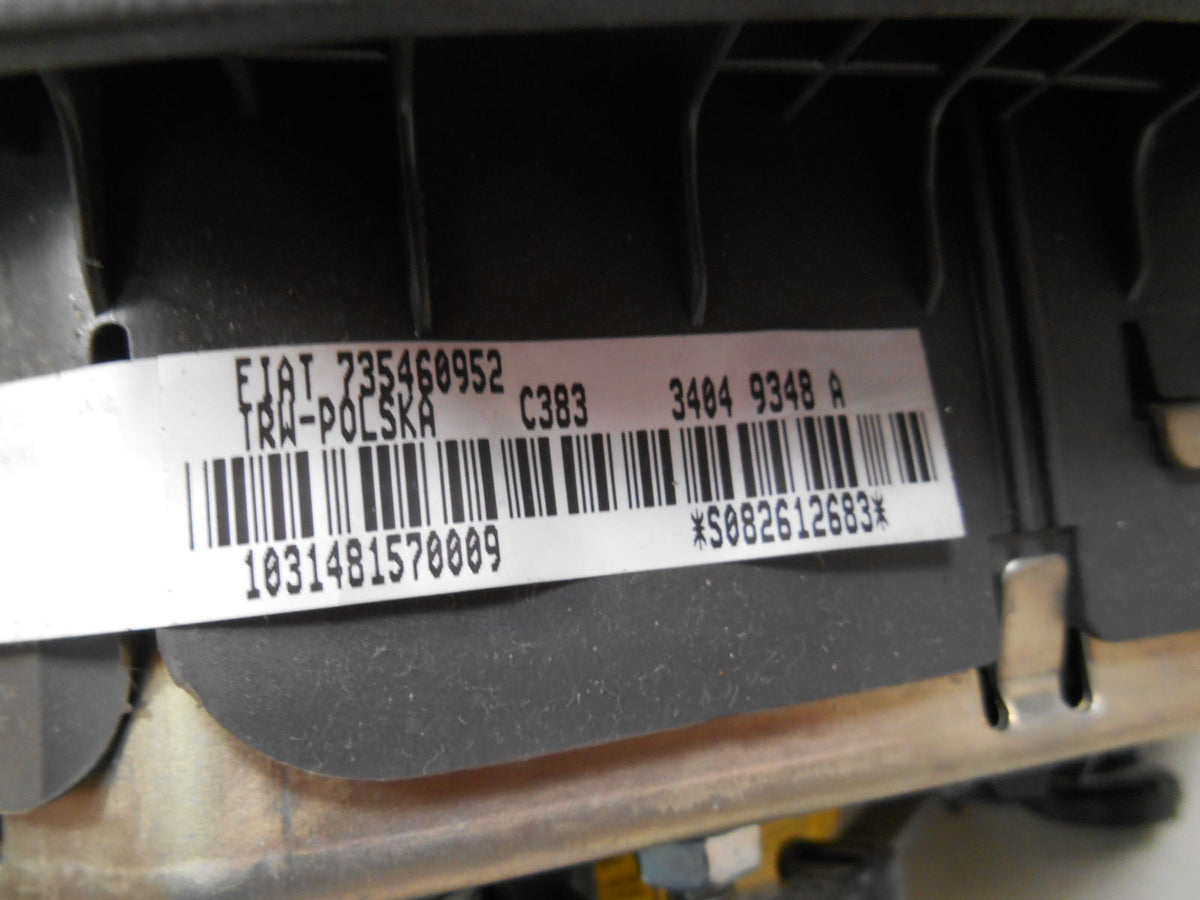 FIAT 735460952
TRW-POLSKA C383 3404 9348 A
1031481570009 *S082612683*